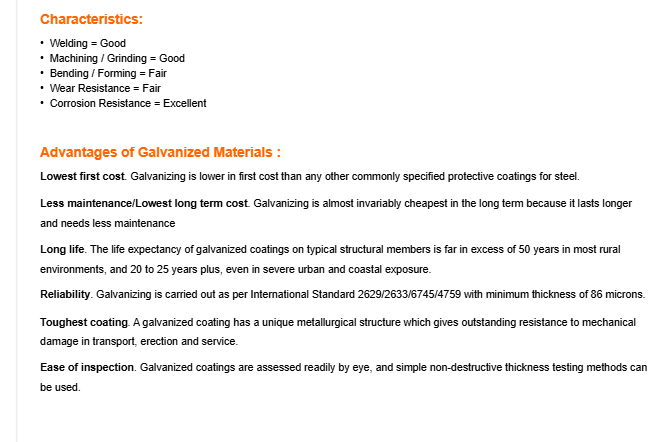 Characteristics:
• Welding = Good
• Machining / Grinding = Good
• Bending / Forming = Fair
• Wear Resistance = Fair
• Corrosion Resistance = Excellent
Advantages of Galvanized Materials :
Lowest first cost. Galvanizing is lower in first cost than any other commonly specified protective coatings for steel.
Less maintenance/Lowest long term cost. Galvanizing is almost invariably cheapest in the long term because it lasts longer
and needs less maintenance
Long life. The life expectancy of galvanized coatings on typical structural members is far in excess of 50 years in most rural
environments, and 20 to 25 years plus, even in severe urban and coastal exposure.
Reliability. Galvanizing is carried out as per International Standard 2629/2633/6745/4759 with minimum thickness of 86 microns.
Toughest coating. A galvanized coating has a unique metallurgical structure which gives outstanding resistance to mechanical
damage in transport, erection and service.
Ease of inspection. Galvanized coatings are assessed readily by eye, and simple non-destructive thickness testing methods can
be used.